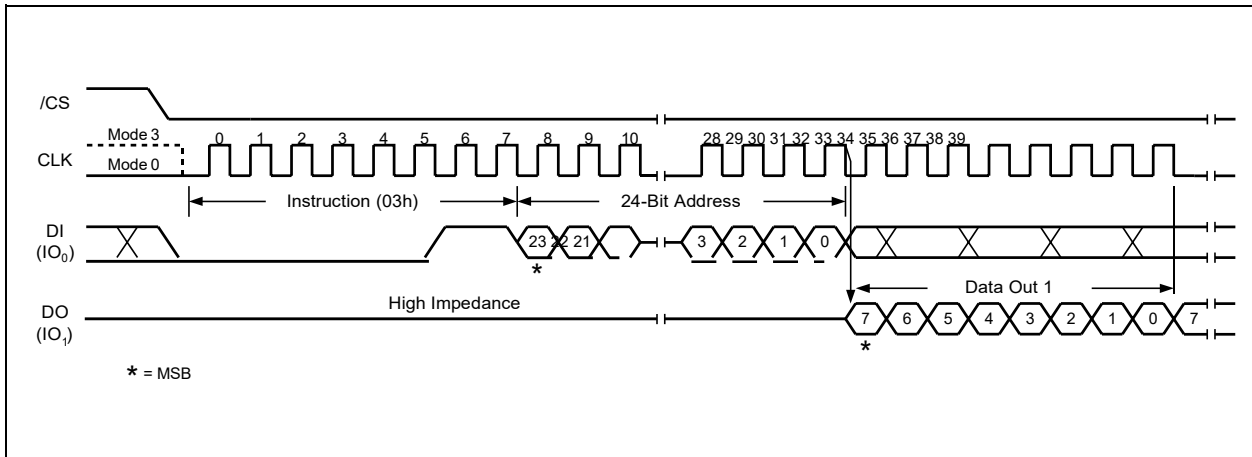 /CS
Mode 3
CLK
Mode 0
0 1 2 3 4 5 6 7 8 9 10 28 29 30 31 32 33 34 35 36 37 38 39
Instruction (03h)
24-Bit Address
DI
(IO₀)
23 22 21 3 2 1 0
*
Data Out 1
High Impedance
DO
(IO₁)
7 6 5 4 3 2 1 0 7
*
* = MSB